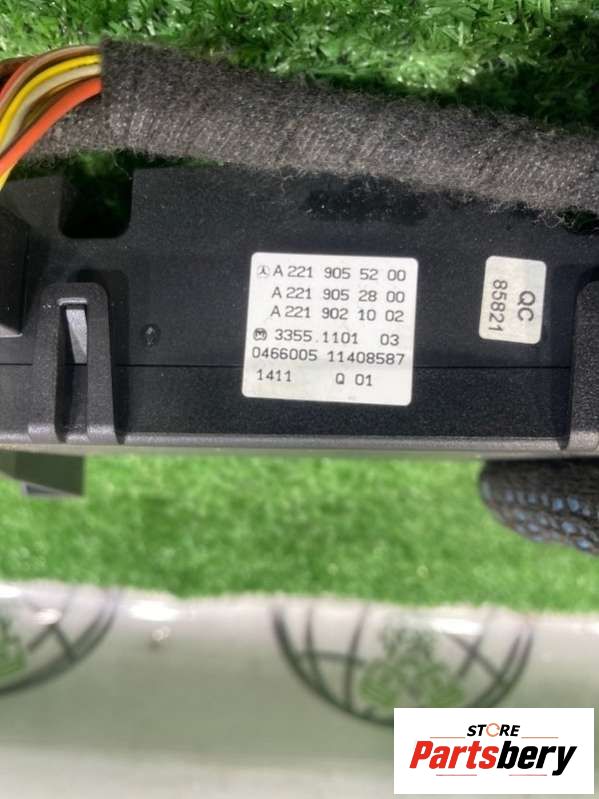 A 221 905 52 00
A 221 905 28 00
A 221 902 10 02
3355.1101 03
0466005 11408587
1411 Q 01
QC
85821
STORE
Partsbery